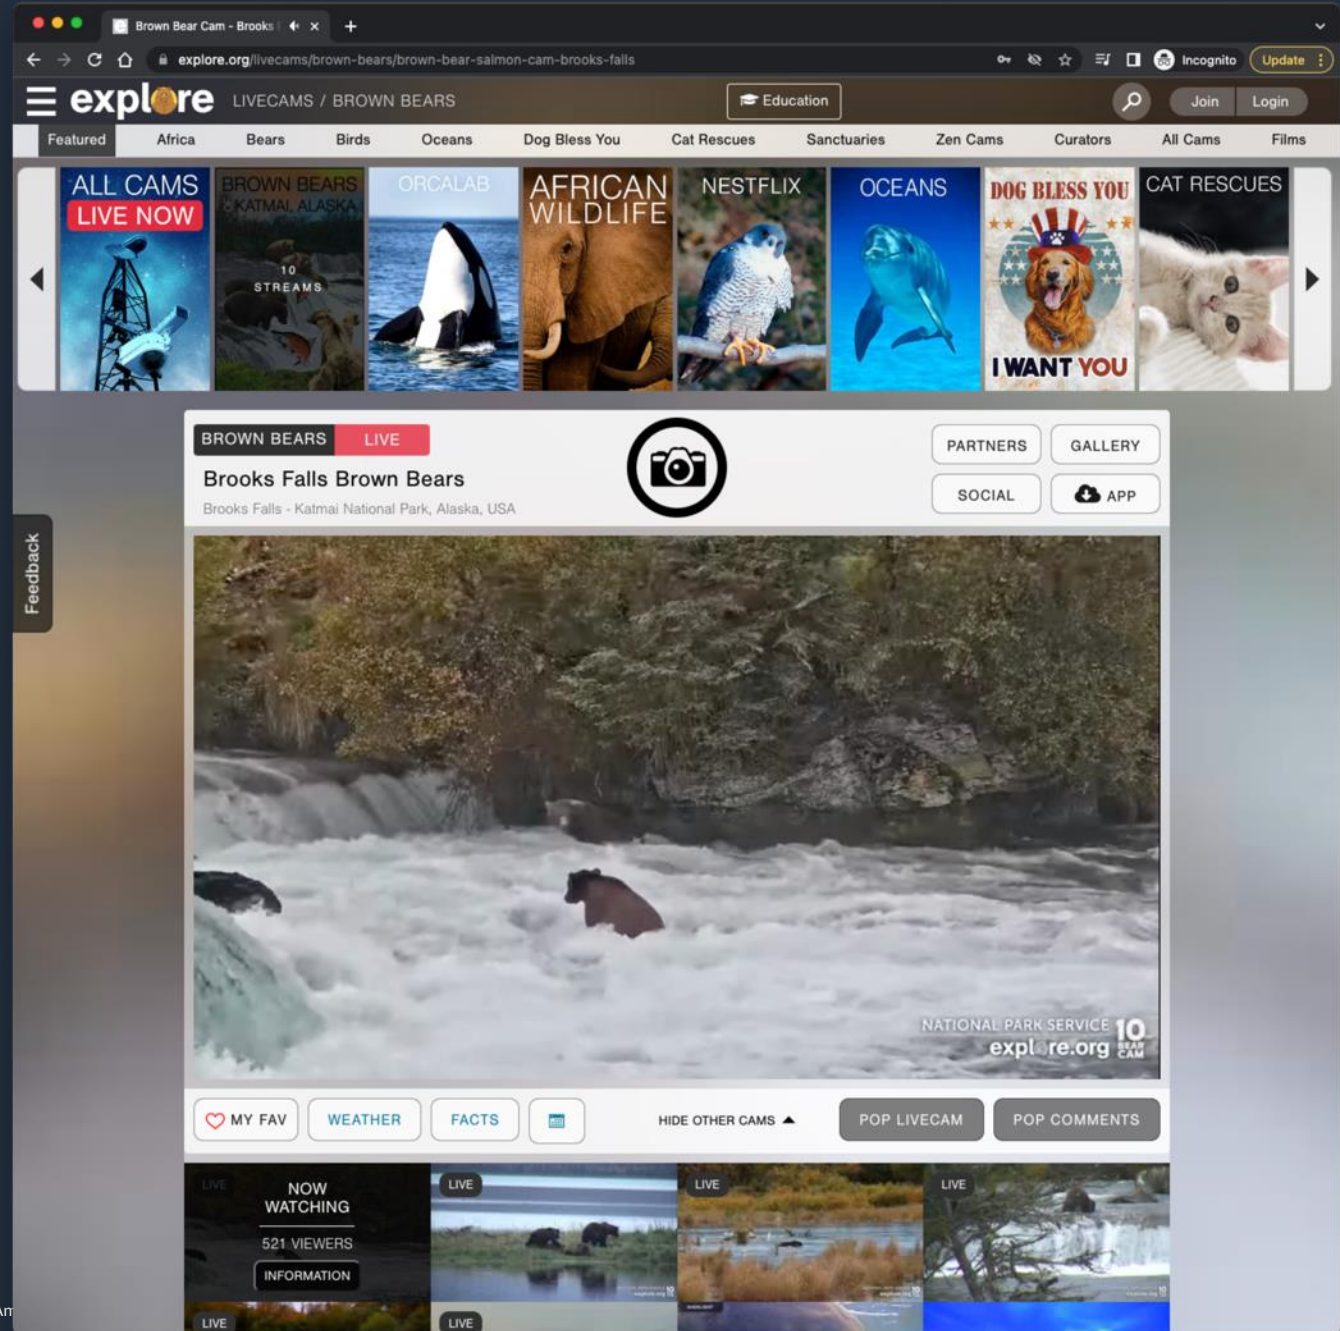 Brown Bear Cam - Brooks
explore.org/livecams/brown-bears/brown-bear-salmon-cam-brooks-falls
Incognito
Update
explore
LIVECAMS / BROWN BEARS
Education
Join
Login
Featured
Africa
Bears
Birds
Oceans
Dog Bless You
Cat Rescues
Sanctuaries
Zen Cams
Curators
All Cams
Films
ALL CAMS
LIVE NOW
BROWN BEARS
KATMAI, ALASKA
10
STREAMS
ORCALAB
AFRICAN
WILDLIFE
NESTFLIX
OCEANS
DOG BLESS YOU
I WANT YOU
CAT RESCUES
Feedback
BROWN BEARS
LIVE
Brooks Falls Brown Bears
Brooks Falls - Katmai National Park, Alaska, USA
PARTNERS
GALLERY
SOCIAL
APP
NATIONAL PARK SERVICE
explore.org
10
BEAR
CAM
MY FAV
WEATHER
FACTS
HIDE OTHER CAMS
POP LIVECAM
POP COMMENTS
LIVE
NOW
WATCHING
521 VIEWERS
INFORMATION
LIVE
LIVE
LIVE
LIVE
LIVE